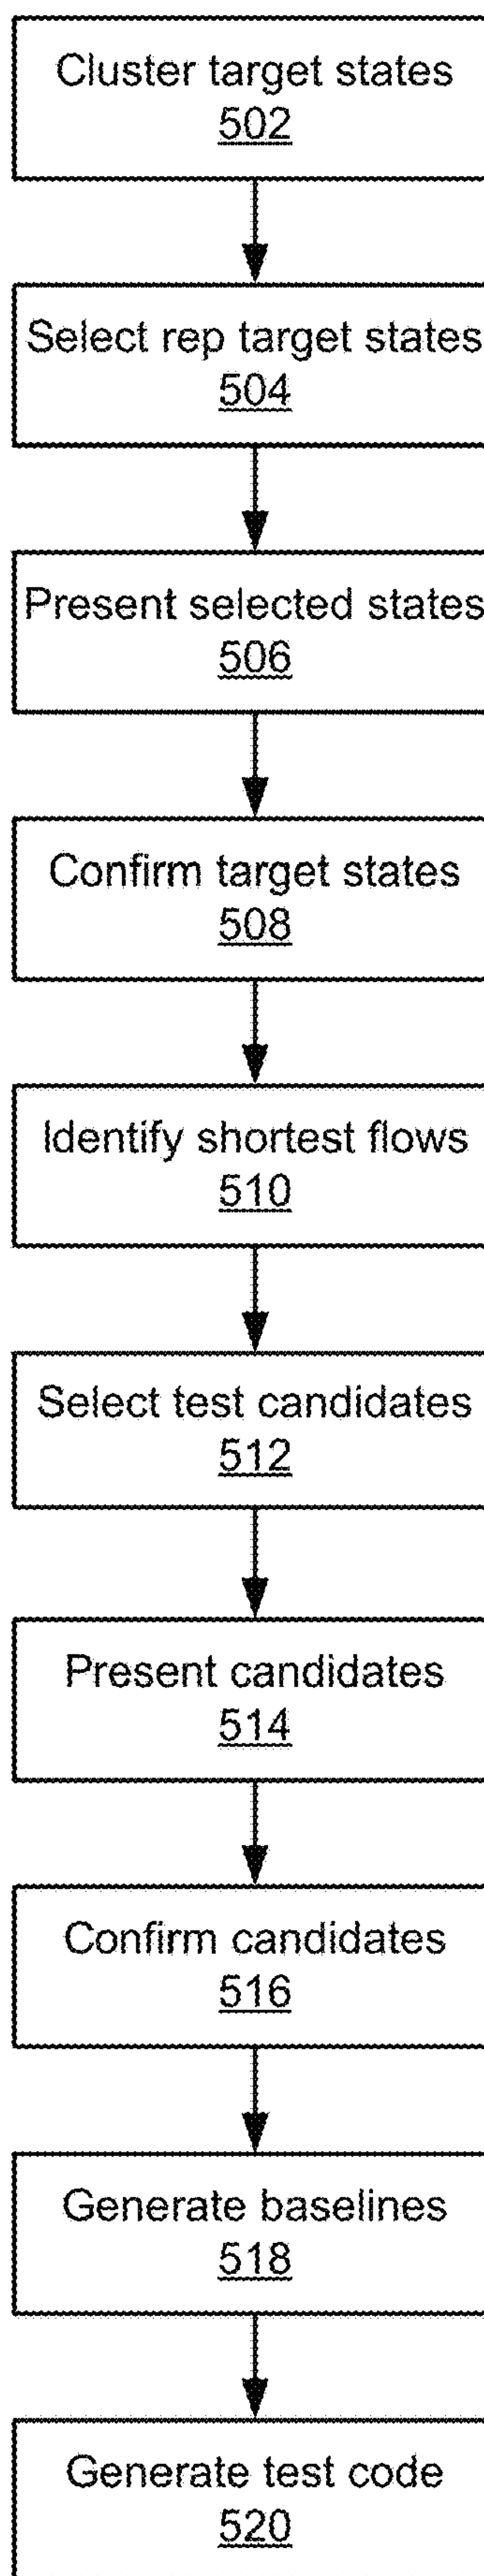 Cluster target states
502
Select rep target states
504
Present selected states
506
Confirm target states
508
Identify shortest flows
510
Select test candidates
512
Present candidates
514
Confirm candidates
516
Generate baselines
518
Generate test code
520